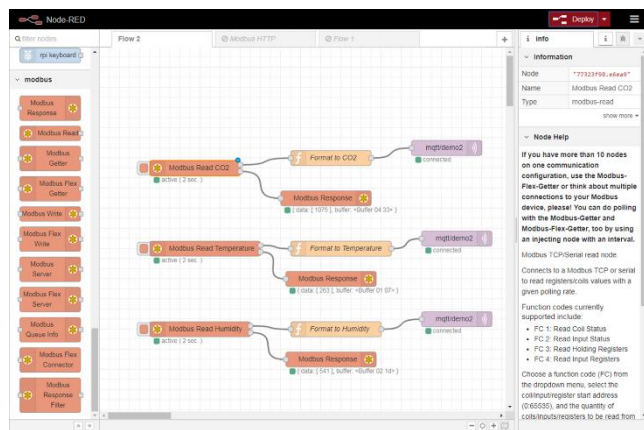 Node-RED
Deploy
filter nodes
Flow 2
Modbus HTTP
Flow 1
info
i
rpi keyboard
modbus
Modbus
Response
Modbus Read
Modbus
Getter
Modbus Flex
Getter
Modbus Write
Modbus Flex
Write
Modbus
Server
Modbus Flex
Server
Modbus
Queue Info
Modbus Flex
Connector
Modbus
Response
Filter
Modbus Read CO2
active ( 2 sec. )
Format to CO2
mqtt/demo2
connected
Modbus Response
{ data: [ 1075 ], buffer: <Buffer 04 33> }
Modbus Read Temperature
active ( 2 sec. )
Format to Temperature
mqtt/demo2
connected
Modbus Response
{ data: [ 263 ], buffer: <Buffer 01 07> }
Modbus Read Humidity
active ( 2 sec. )
Format to Humidity
mqtt/demo2
connected
Modbus Response
{ data: [ 541 ], buffer: <Buffer 02 1d> }
Information
Node "77323f98.e6aa9"
Name Modbus Read CO2
Type modbus-read
show more
Node Help
If you have more than 10 nodes
on one communication
configuration, use the Modbus-
Flex-Getter or think about multiple
connections to your Modbus
device, please! You can do polling
with the Modbus-Getter and
Modbus-Flex-Getter, too by using
an injecting node with an interval.
Modbus TCP/Serial read node.
Connects to a Modbus TCP or serial
to read registers/coils values with a
given polling rate.
Function codes currently
supported include:
• FC 1: Read Coil Status
• FC 2: Read Input Status
• FC 3: Read Holding Registers
• FC 4: Read Input Registers
Choose a function code (FC) from
the dropdown menu, select the
coil/input/register start address
(0:65535), and the quantity of
coils/inputs/registers to be read from